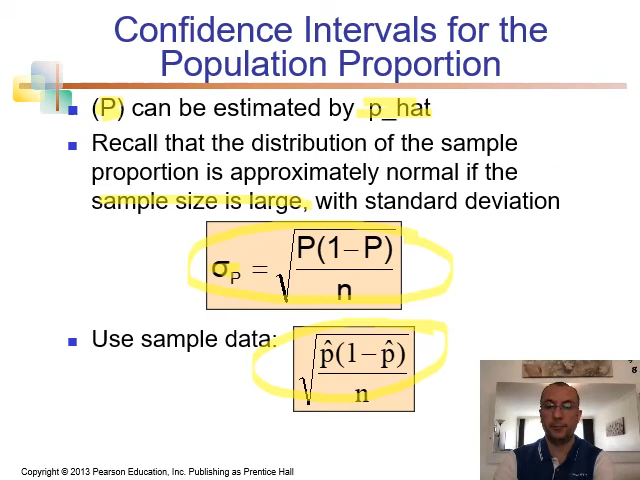 Confidence Intervals for the
Population Proportion
(P) can be estimated by p_hat
Recall that the distribution of the sample
proportion is approximately normal if the
sample size is large, with standard deviation
σP = √(P(1−P)/n)
Use sample data:
√(p̂(1−p̂)/n)
Copyright © 2013 Pearson Education, Inc. Publishing as Prentice Hall